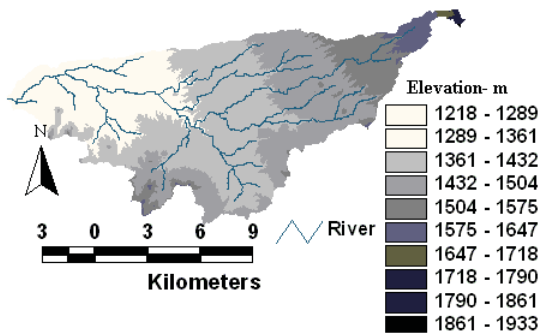 Elevation- m
1218 - 1289
1289 - 1361
1361 - 1432
1432 - 1504
1504 - 1575
1575 - 1647
1647 - 1718
1718 - 1790
1790 - 1861
1861 - 1933
N
3 0 3 6 9
Kilometers
River